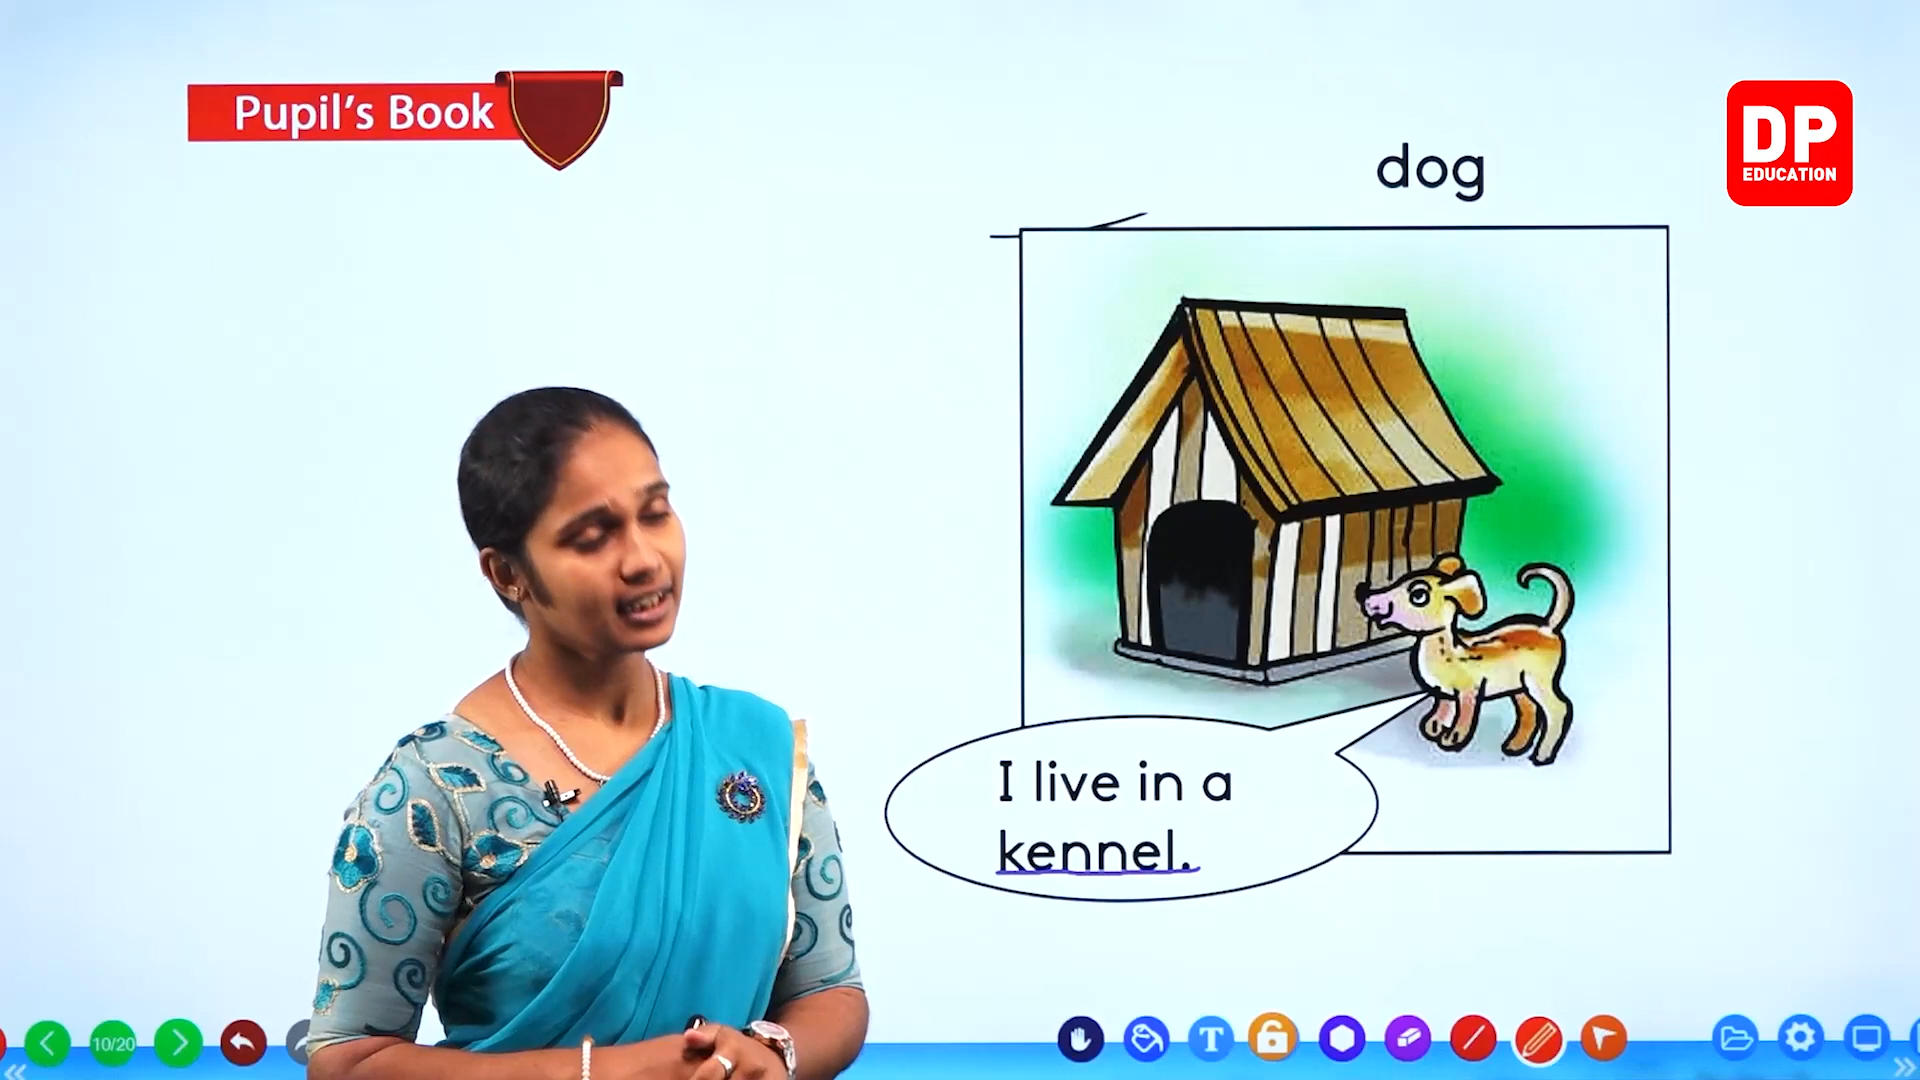 Pupil's Book
DP
EDUCATION
dog
I live in a
kennel.
10/20
T